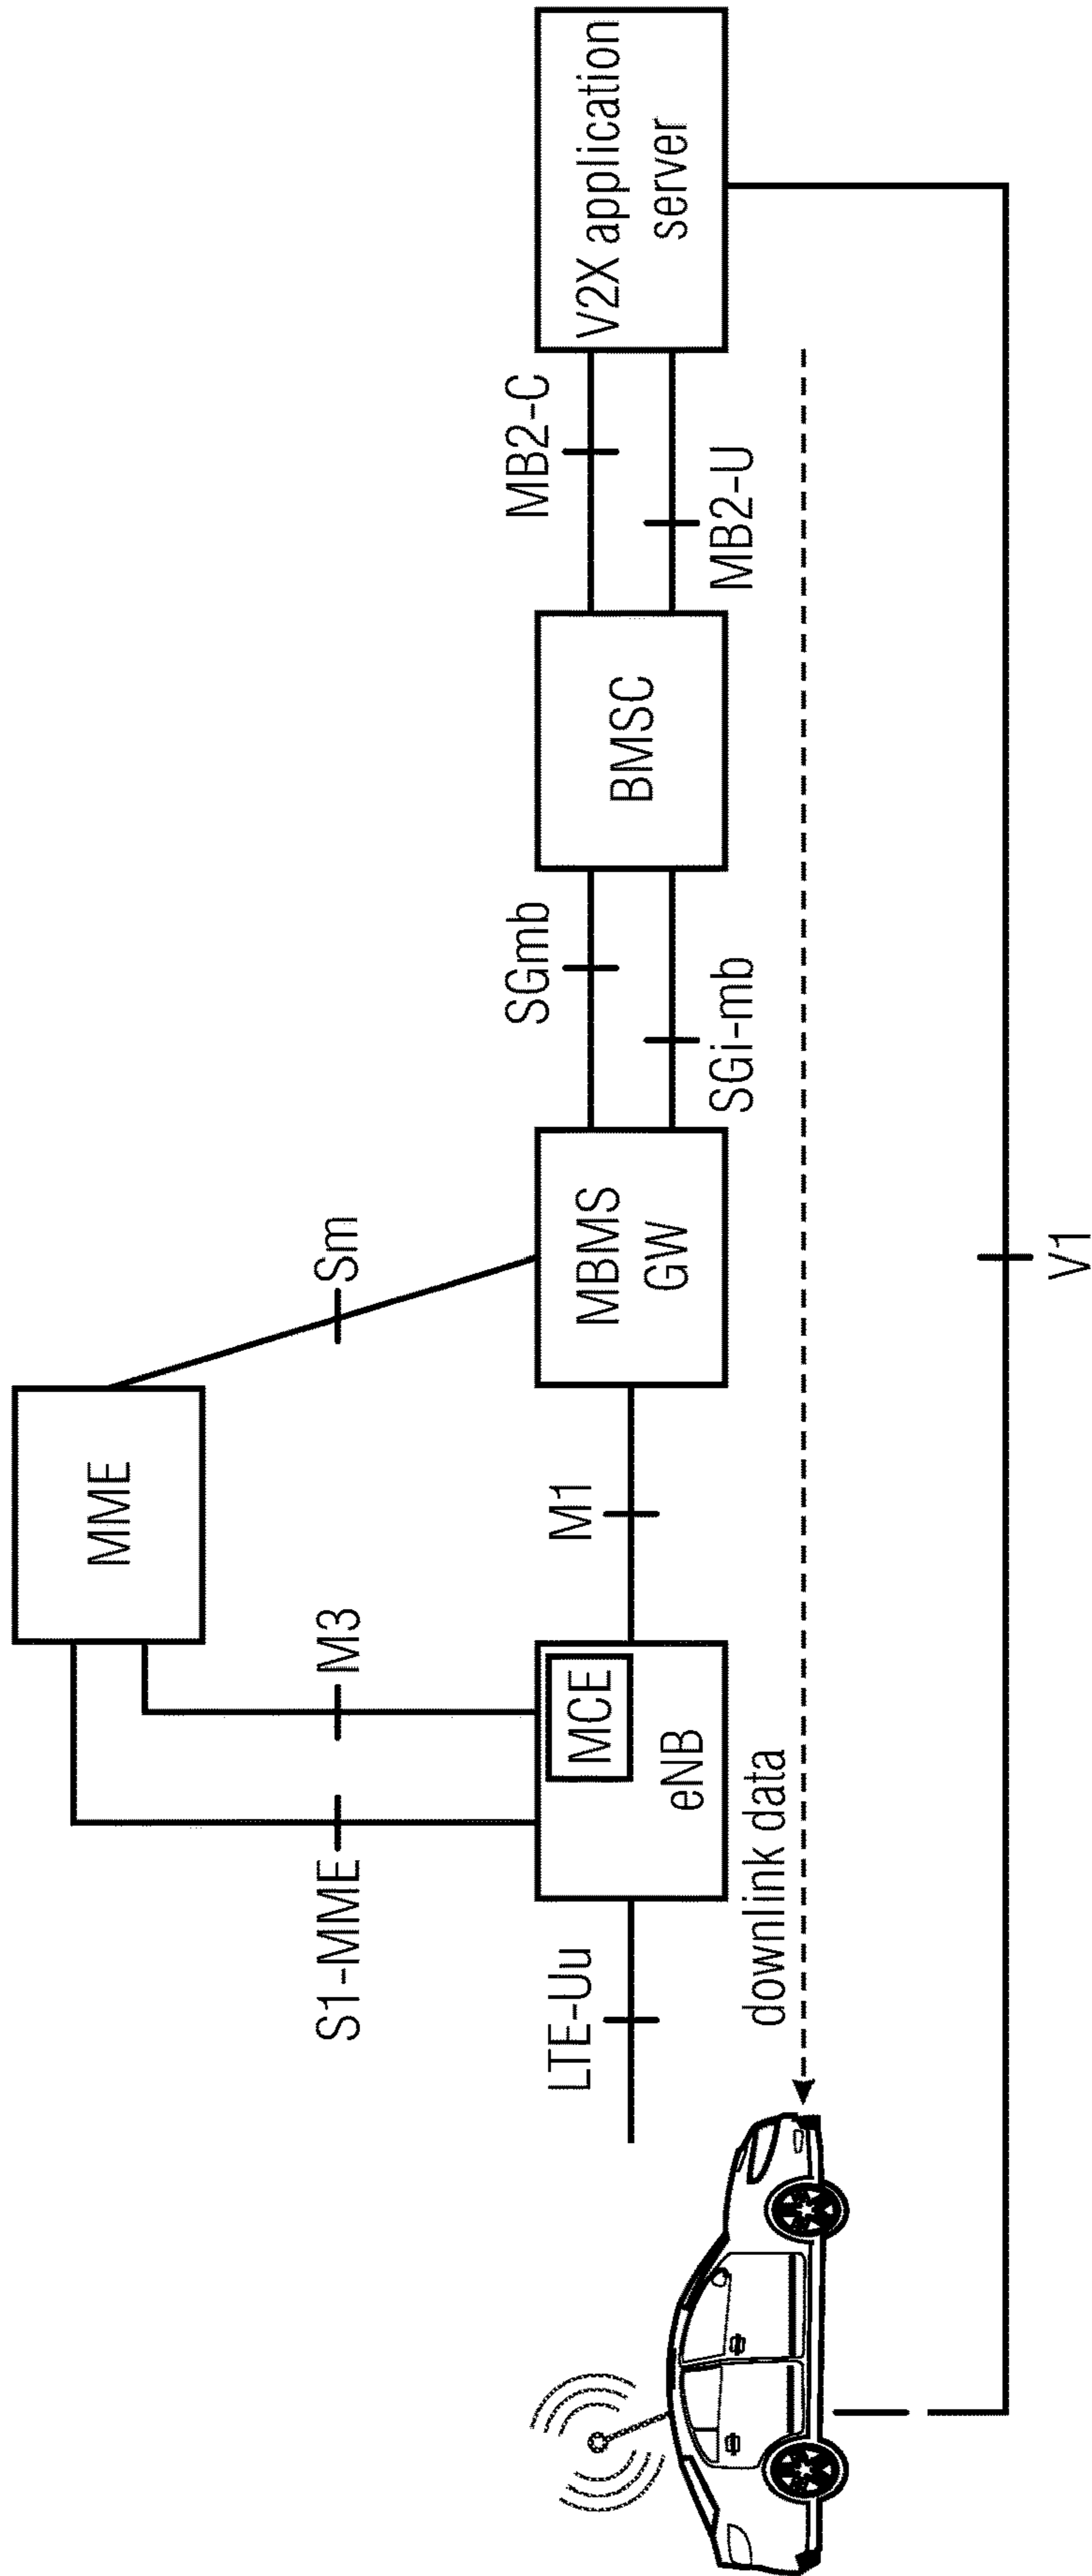 MME
S1-MME
M3
Sm
LTE-Uu
MCE
eNB
M1
MBMS
GW
SGmb
SGi-mb
BMSC
MB2-C
MB2-U
V2X application
server
downlink data
V1